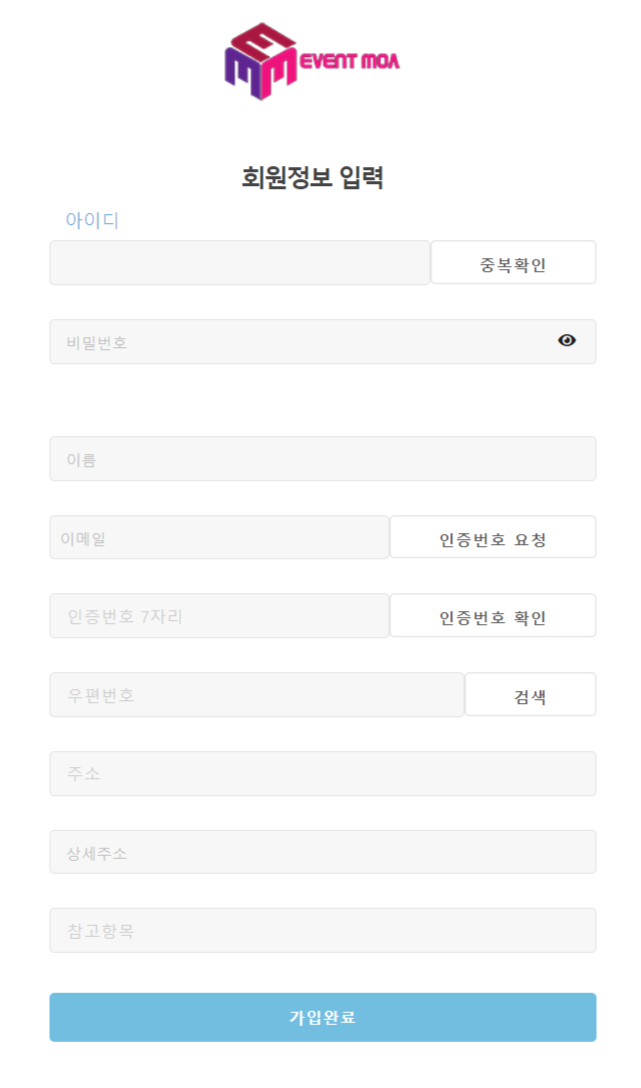 EVENT MOA
회원정보 입력
아이디
중복확인
비밀번호
이름
이메일 인증번호 요청
인증번호 7자리 인증번호 확인
우편번호 검색
주소
상세주소
참고항목
가입완료